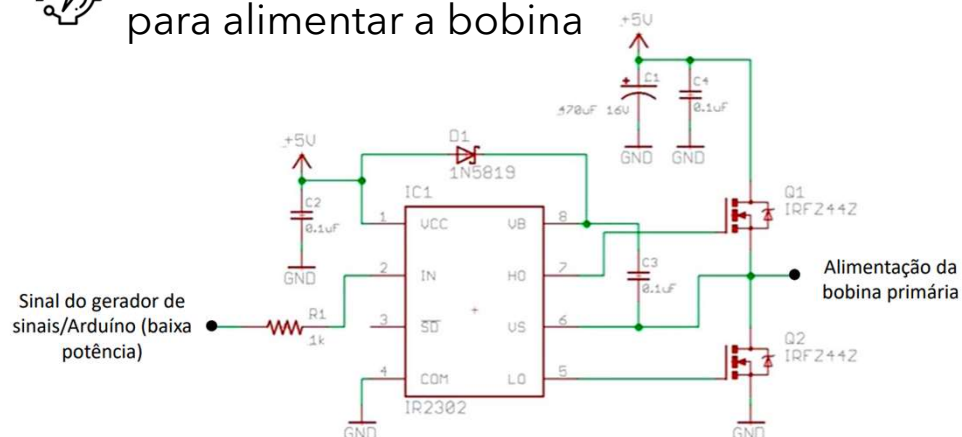 para alimentar a bobina
+5V
C1
C4
0.1uF
GND
GND
+5V
D1
1N5819
IC1
C2
0.1uF
GND
1
VCC
VB
8
2
IN
HO
7
3
SD
VS
6
4
COM
LO
5
IR2302
C3
0.1uF
Q1
IRFZ44Z
Q2
IRFZ44Z
Sinal do gerador de
sinais/Arduíno (baixa
potência)
R1
1k
GND
GND
Alimentação da
bobina primária